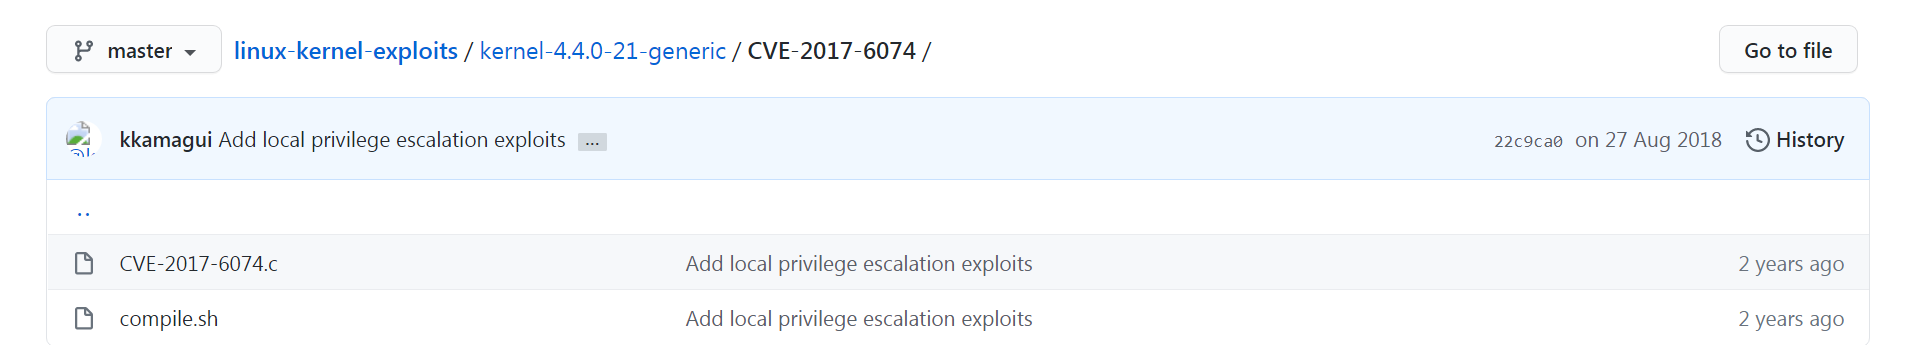 master linux-kernel-exploits / kernel-4.4.0-21-generic / CVE-2017-6074 / Go to file
kkamagui Add local privilege escalation exploits ... 22c9ca0 on 27 Aug 2018 History
..
CVE-2017-6074.c Add local privilege escalation exploits 2 years ago
compile.sh Add local privilege escalation exploits 2 years ago